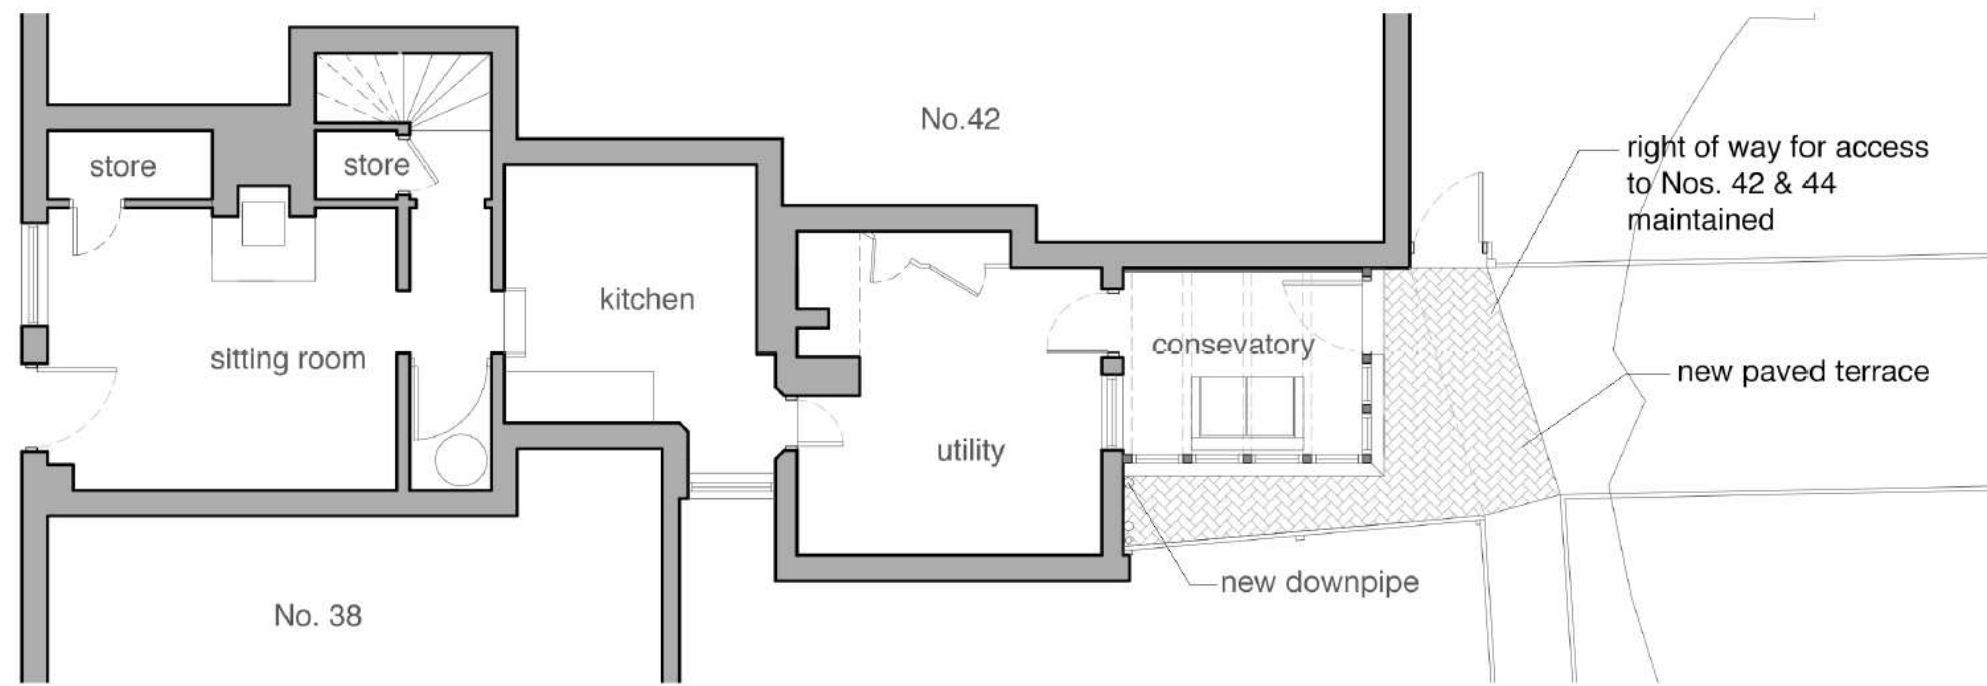 No.42
right of way for access
to Nos. 42 & 44
maintained
store
store
kitchen
sitting room
consevatory
new paved terrace
utility
new downpipe
No. 38